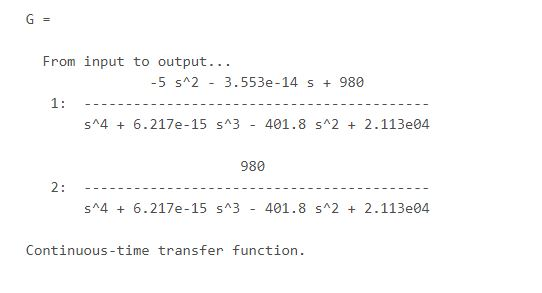 G =
From input to output...
-5 s^2 - 3.553e-14 s + 980
1: ------------------------------------------
s^4 + 6.217e-15 s^3 - 401.8 s^2 + 2.113e04
980
2: ------------------------------------------
s^4 + 6.217e-15 s^3 - 401.8 s^2 + 2.113e04
Continuous-time transfer function.